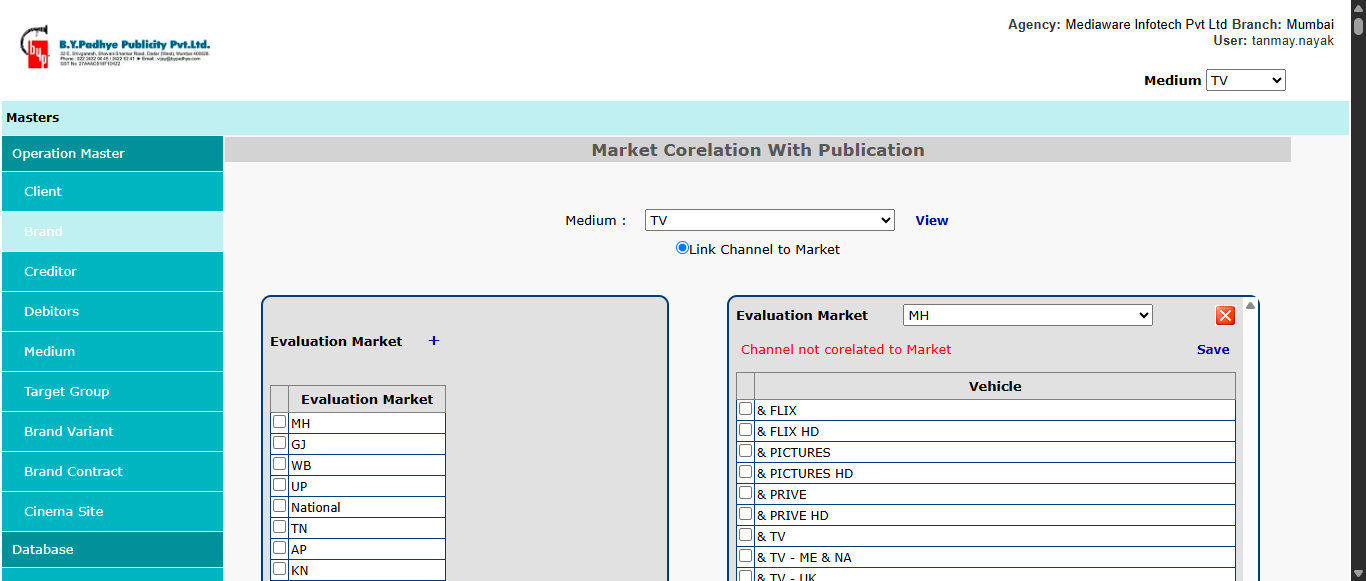 Agency: Mediaware Infotech Pvt Ltd Branch: Mumbai
User: tanmay.nayak
byp
B.Y.Padhye Publicity Pvt.Ltd.
Medium TV
Masters
Operation Master
Client
Brand
Creditor
Debitors
Medium
Target Group
Brand Variant
Brand Contract
Cinema Site
Database
Market Corelation With Publication
Medium : TV View
Link Channel to Market
Evaluation Market +
Evaluation Market
MH
GJ
WB
UP
National
TN
AP
KN
Evaluation Market MH
Channel not corelated to Market Save
Vehicle
& FLIX
& FLIX HD
& PICTURES
& PICTURES HD
& PRIVE
& PRIVE HD
& TV
& TV - ME & NA
& TV - UK